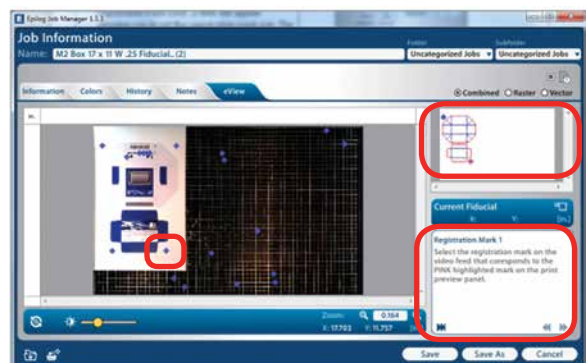 Epilog Job Manager 1.1.1
Job Information
Name: M2 Box 17 x 11 W .25 Fiducial.. (2)
Folder Subfolder
Uncategorized Jobs Uncategorized Jobs
Information Colors History Notes eView
Combined Raster Vector
in.
Current Fiducial
X: Y: [in.]
Registration Mark 1
Select the registration mark on the
video feed that coresponds to the
PINK highlighted mark on the print
preview panel.
Zoom: 0.164
X: 17.703 Y: 11.757
Save Save As Cancel